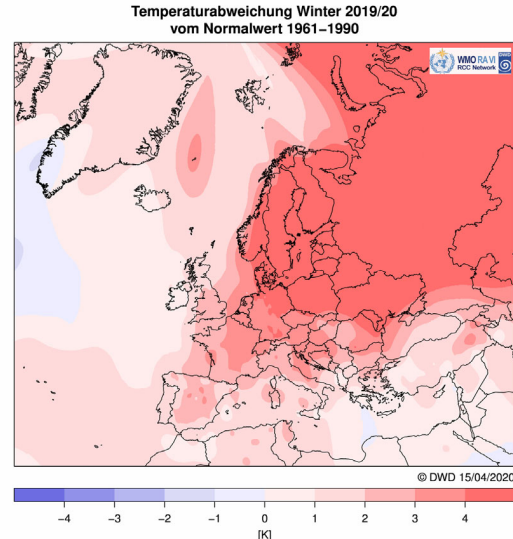 Temperaturabweichung Winter 2019/20
vom Normalwert 1961−1990
WMO RA VI
RCC Network
© DWD 15/04/2020
−4 −3 −2 −1 0 1 2 3 4
[K]